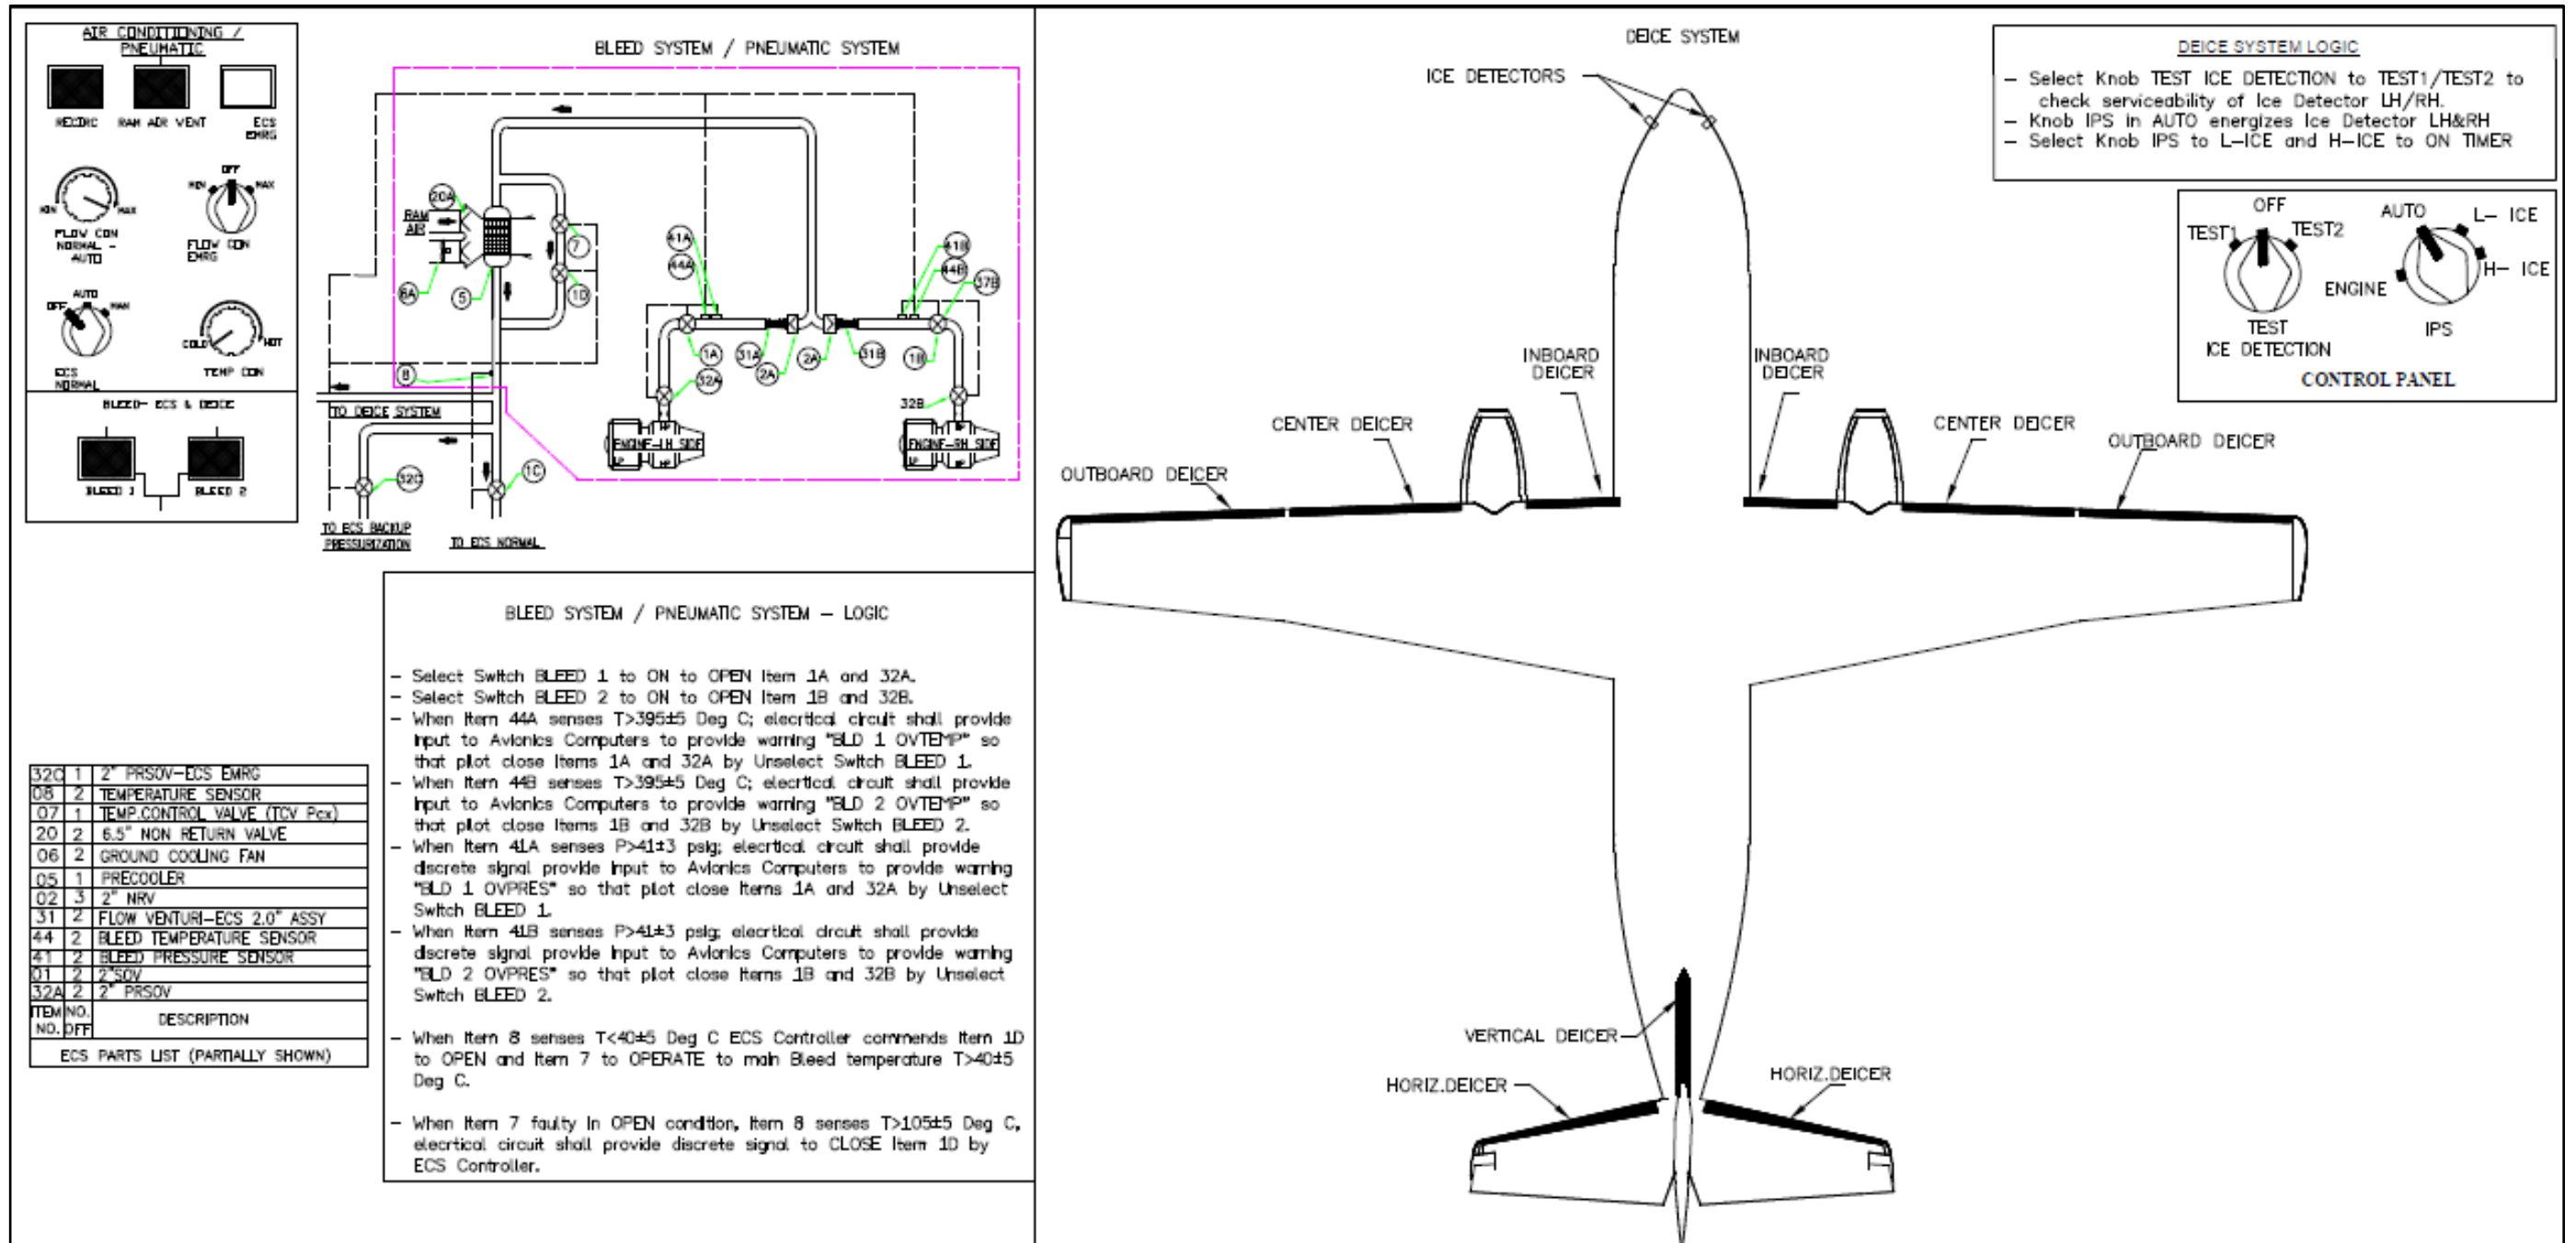 AIR CONDITIONING /
PNEUMATIC
RECIRC
RAM AIR VENT
ECS
EMRG
MIN
MAX
FLOW CON
NORMAL -
AUTO
OFF
MIN
MAX
FLOW CON
EMRG
OFF
AUTO
MAN
ECS
NORMAL
COLD
HOT
TEMP CON
BLEED- ECS & DEICE
BLEED 1
BLEED 2
BLEED SYSTEM / PNEUMATIC SYSTEM
20A
RAM
AIR
6A
5
7
1D
8
41A
44A
41B
44B
37B
1A
31A
2A
2A
31B
1B
32A
32B
ENGINE-LH SIDE
LP
HP
HP
ENGINE-RH SIDE
LP
HP
HP
TO DEICE SYSTEM
32C
1C
TO ECS BACKUP
PRESSURIZATION
TO ECS NORMAL
BLEED SYSTEM / PNEUMATIC SYSTEM – LOGIC
– Select Switch BLEED 1 to ON to OPEN Item 1A and 32A.
– Select Switch BLEED 2 to ON to OPEN Item 1B and 32B.
– When Item 44A senses T>395±5 Deg C; elecrtical circuit shall provide
input to Avionics Computers to provide warning "BLD 1 OVTEMP" so
that pilot close Items 1A and 32A by Unselect Switch BLEED 1.
– When Item 44B senses T>395±5 Deg C; elecrtical circuit shall provide
input to Avionics Computers to provide warning "BLD 2 OVTEMP" so
that pilot close Items 1B and 32B by Unselect Switch BLEED 2.
– When Item 41A senses P>41±3 psig; elecrtical circuit shall provide
discrete signal provide input to Avionics Computers to provide warning
"BLD 1 OVPRES" so that pilot close Items 1A and 32A by Unselect
Switch BLEED 1.
– When Item 41B senses P>41±3 psig; elecrtical circuit shall provide
discrete signal provide input to Avionics Computers to provide warning
"BLD 2 OVPRES" so that pilot close Items 1B and 32B by Unselect
Switch BLEED 2.
– When Item 8 senses T<40±5 Deg C ECS Controller commends Item 1D
to OPEN and Item 7 to OPERATE to main Bleed temperature T>40±5
Deg C.
– When Item 7 faulty in OPEN condition, Item 8 senses T>105±5 Deg C,
elecrtical circuit shall provide discrete signal to CLOSE Item 1D by
ECS Controller.
32C 1 2" PRSOV-ECS EMRG
08 2 TEMPERATURE SENSOR
07 1 TEMP.CONTROL VALVE (TCV Pcx)
20 2 6.5" NON RETURN VALVE
06 2 GROUND COOLING FAN
05 1 PRECOOLER
02 3 2" NRV
31 2 FLOW VENTURI-ECS 2.0" ASSY
44 2 BLEED TEMPERATURE SENSOR
41 2 BLEED PRESSURE SENSOR
01 2 2"SOV
32A 2 2" PRSOV
ITEM NO. NO. OFF DESCRIPTION
ECS PARTS LIST (PARTIALLY SHOWN)
DEICE SYSTEM
ICE DETECTORS
INBOARD
DEICER
INBOARD
DEICER
CENTER DEICER
CENTER DEICER
OUTBOARD DEICER
OUTBOARD DEICER
VERTICAL DEICER
HORIZ.DEICER
HORIZ.DEICER
DEICE SYSTEM LOGIC
– Select Knob TEST ICE DETECTION to TEST1/TEST2 to
check serviceability of Ice Detector LH/RH.
– Knob IPS in AUTO energizes Ice Detector LH&RH
– Select Knob IPS to L–ICE and H–ICE to ON TIMER
OFF
TEST1
TEST2
TEST
ICE DETECTION
AUTO
L– ICE
H– ICE
ENGINE
IPS
CONTROL PANEL